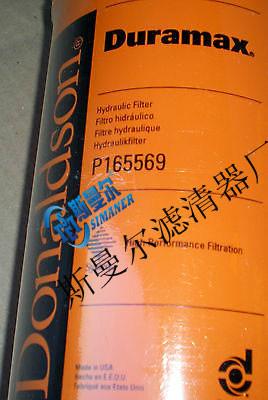 Donaldson®
Duramax®
Hydraulic Filter
Filtro hidráulico
Filtre hydraulique
Hydraulikfilter
P165569
斯曼尔
SIMANER
High Performance Filtration
斯曼尔滤清器厂
Made in USA
Hecho en E.E.U.U.
Fabriqué aux États Unis
d